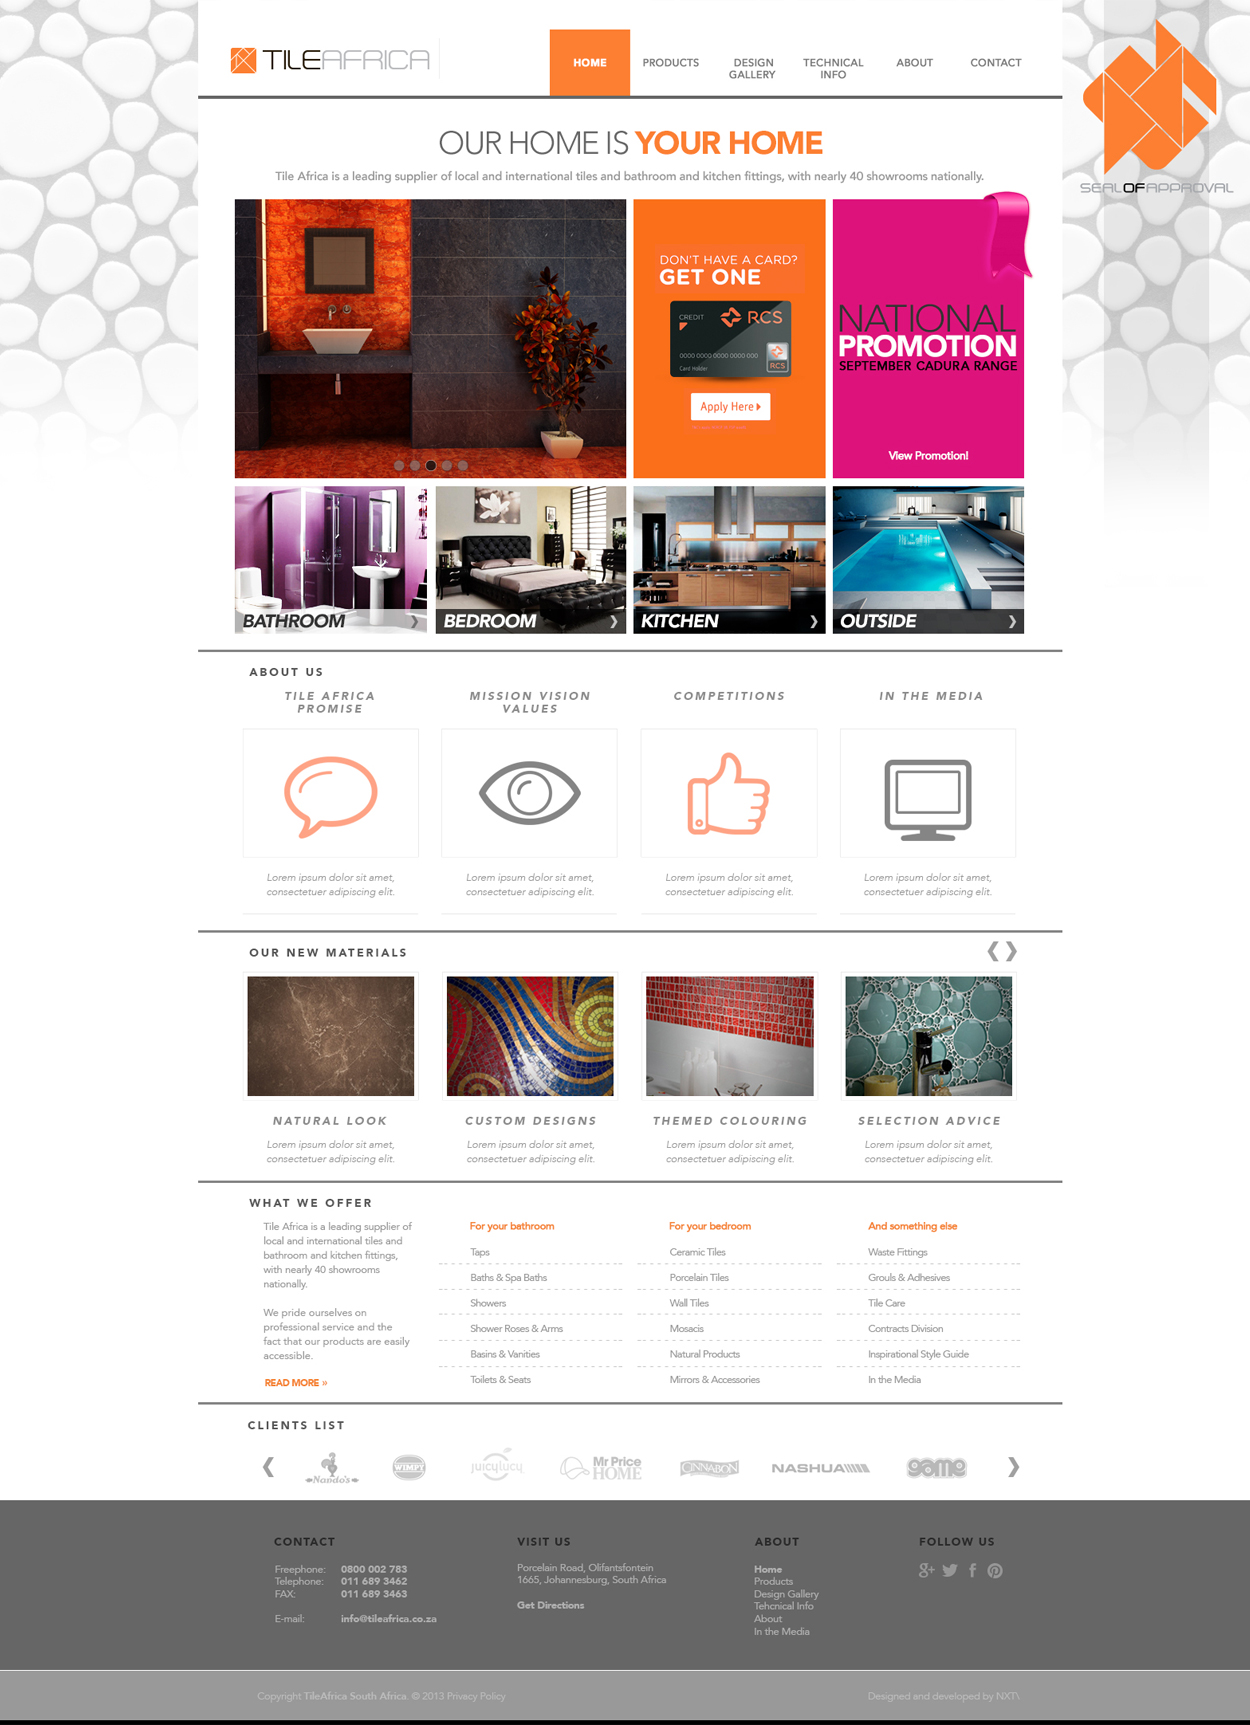 TILEAFRICA
HOME
PRODUCTS
DESIGN
GALLERY
TECHNICAL
INFO
ABOUT
CONTACT
SEALOFAPPROVAL
OUR HOME IS YOUR HOME
Tile Africa is a leading supplier of local and international tiles and bathroom and kitchen fittings, with nearly 40 showrooms nationally.
DON'T HAVE A CARD?
GET ONE
CREDIT
RCS
0000 0000 0000 0000 000
Card Holder
RCS
Apply Here
NATIONAL
PROMOTION
SEPTEMBER CADURA RANGE
View Promotion!
BATHROOM
BEDROOM
KITCHEN
OUTSIDE
ABOUT US
TILE AFRICA
PROMISE
MISSION VISION
VALUES
COMPETITIONS
IN THE MEDIA
Lorem ipsum dolor sit amet,
consectetuer adipiscing elit.
Lorem ipsum dolor sit amet,
consectetuer adipiscing elit.
Lorem ipsum dolor sit amet,
consectetuer adipiscing elit.
Lorem ipsum dolor sit amet,
consectetuer adipiscing elit.
OUR NEW MATERIALS
NATURAL LOOK
CUSTOM DESIGNS
THEMED COLOURING
SELECTION ADVICE
Lorem ipsum dolor sit amet,
consectetuer adipiscing elit.
Lorem ipsum dolor sit amet,
consectetuer adipiscing elit.
Lorem ipsum dolor sit amet,
consectetuer adipiscing elit.
Lorem ipsum dolor sit amet,
consectetuer adipiscing elit.
WHAT WE OFFER
Tile Africa is a leading supplier of
local and international tiles and
bathroom and kitchen fittings,
with nearly 40 showrooms
nationally.
We pride ourselves on
professional service and the
fact that our products are easily
accessible.
READ MORE »
For your bathroom
Taps
Baths & Spa Baths
Showers
Shower Roses & Arms
Basins & Vanities
Toilets & Seats
For your bedroom
Ceramic Tiles
Porcelain Tiles
Wall Tiles
Mosacis
Natural Products
Mirrors & Accessories
And something else
Waste Fittings
Grouls & Adhesives
Tile Care
Contracts Division
Inspirational Style Guide
In the Media
CLIENTS LIST
Nando's
WIMPY
juicylucy
Mr Price
HOME
CINNABON
NASHUA
game
CONTACT
Freephone: 0800 002 783
Telephone: 011 689 3462
FAX: 011 689 3463
E-mail: info@tileafrica.co.za
VISIT US
Porcelain Road, Olifantsfontein
1665, Johannesburg, South Africa
Get Directions
ABOUT
Home
Products
Design Gallery
Tehcnical Info
About
In the Media
FOLLOW US
Copyright TileAfrica South Africa. © 2013 Privacy Policy
Designed and developed by NXT\